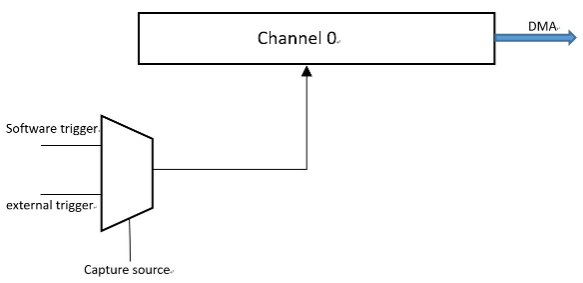 Channel 0
DMA
Software trigger
external trigger
Capture source